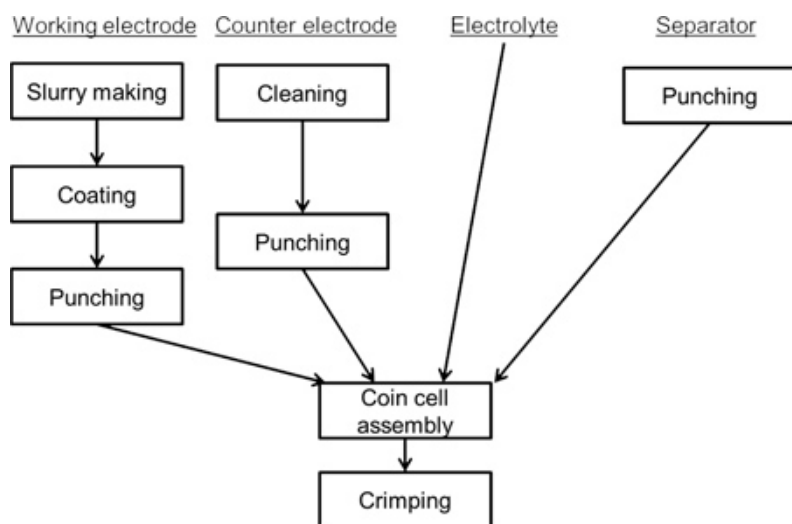 Working electrode
Counter electrode
Electrolyte
Separator
Slurry making
Cleaning
Punching
Coating
Punching
Punching
Coin cell
assembly
Crimping